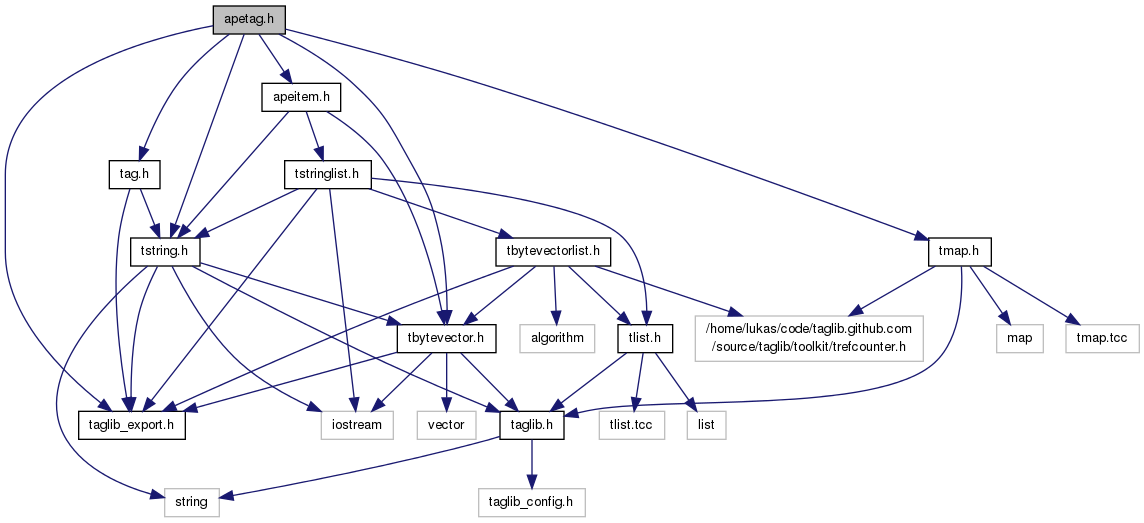 apetag.h
apeitem.h
tag.h
tstringlist.h
tstring.h
tbytevectorlist.h
tmap.h
tbytevector.h
algorithm
tlist.h
/home/lukas/code/taglib.github.com
/source/taglib/toolkit/trefcounter.h
map
tmap.tcc
taglib_export.h
iostream
vector
taglib.h
tlist.tcc
list
string
taglib_config.h